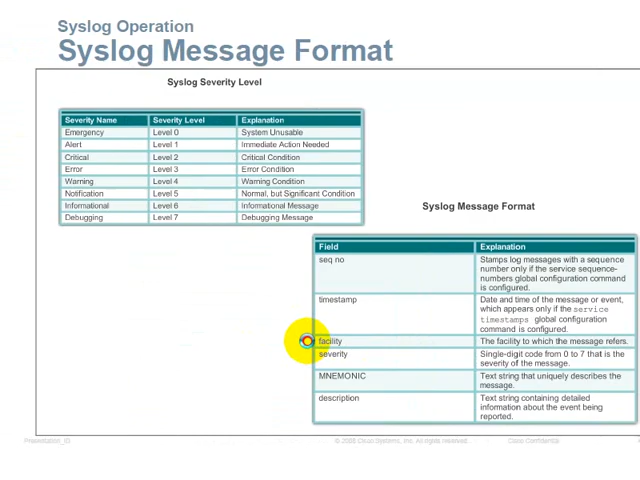 Syslog Operation
Syslog Message Format
Syslog Severity Level
Severity Name Severity Level Explanation
Emergency Level 0 System Unusable
Alert Level 1 Immediate Action Needed
Critical Level 2 Critical Condition
Error Level 3 Error Condition
Warning Level 4 Warning Condition
Notification Level 5 Normal, but Significant Condition
Informational Level 6 Informational Message
Debugging Level 7 Debugging Message
Syslog Message Format
Field Explanation
seq no Stamps log messages with a sequence
number only if the service sequence-
numbers global configuration command
is configured.
timestamp Date and time of the message or event,
which appears only if the service
timestamps global configuration
command is configured.
facility The facility to which the message refers.
severity Single-digit code from 0 to 7 that is the
severity of the message.
MNEMONIC Text string that uniquely describes the
message.
description Text string containing detailed
information about the event being
reported.
Presentation_ID © 2008 Cisco Systems, Inc. All rights reserved. Cisco Confidential